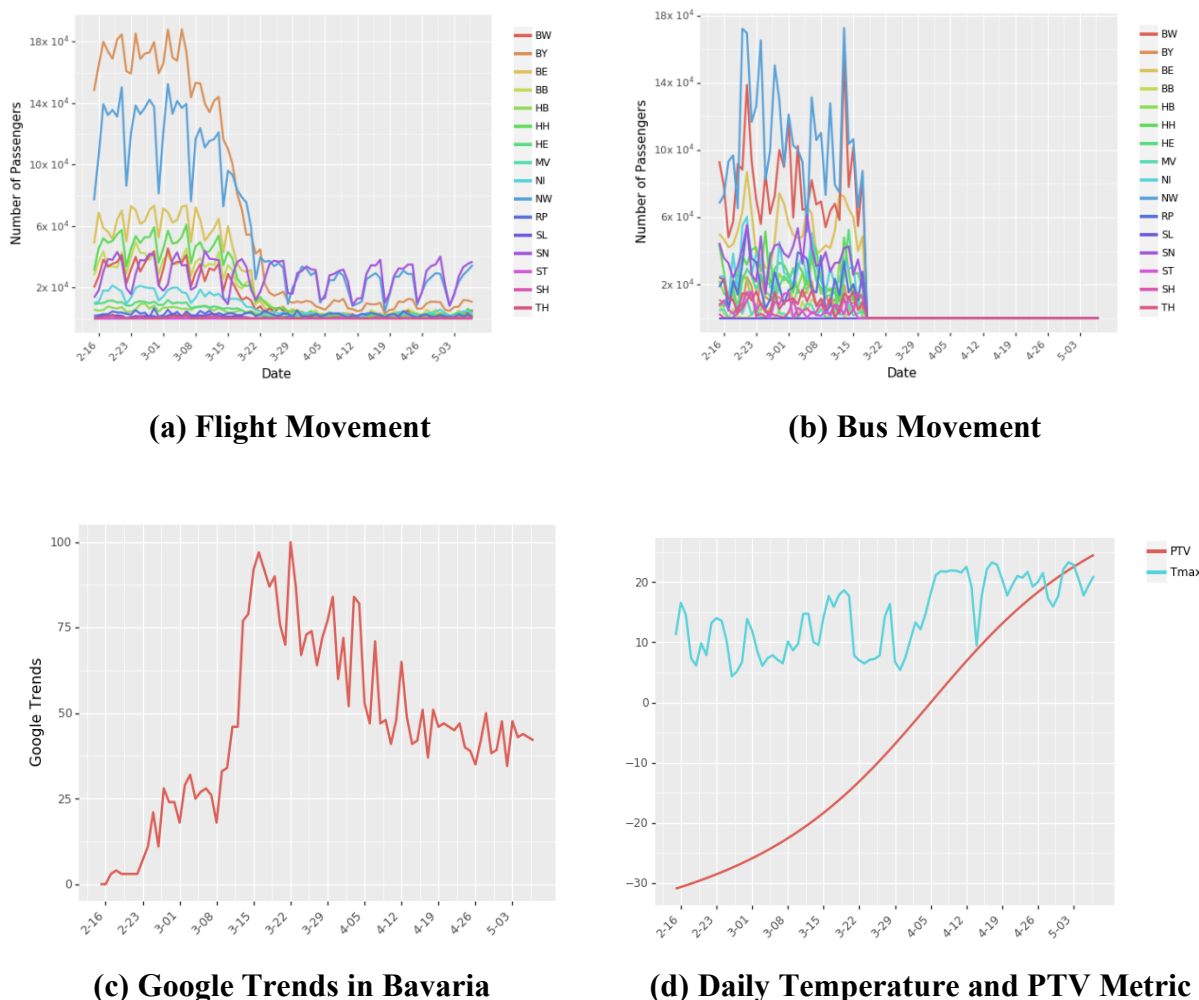 18x 10⁴
14x 10⁴
10x 10⁴
6x 10⁴
2x 10⁴
Number of Passengers
2-16
2-23
3-01
3-08
3-15
3-22
3-29
4-05
4-12
4-19
4-26
5-03
Date
BW
BY
BE
BB
HB
HH
HE
MV
NI
NW
RP
SL
SN
ST
SH
TH
(a) Flight Movement
18x 10⁴
14x 10⁴
10x 10⁴
6x 10⁴
2x 10⁴
Number of Passengers
2-16
2-23
3-01
3-08
3-15
3-22
3-29
4-05
4-12
4-19
4-26
5-03
Date
BW
BY
BE
BB
HB
HH
HE
MV
NI
NW
RP
SL
SN
ST
SH
TH
(b) Bus Movement
100
75
50
25
0
Google Trends
2-16
2-23
3-01
3-08
3-15
3-22
3-29
4-05
4-12
4-19
4-26
5-03
(c) Google Trends in Bavaria
20
10
0
−10
−20
−30
2-16
2-23
3-01
3-08
3-15
3-22
3-29
4-05
4-12
4-19
4-26
5-03
PTV
Tmax
(d) Daily Temperature and PTV Metric